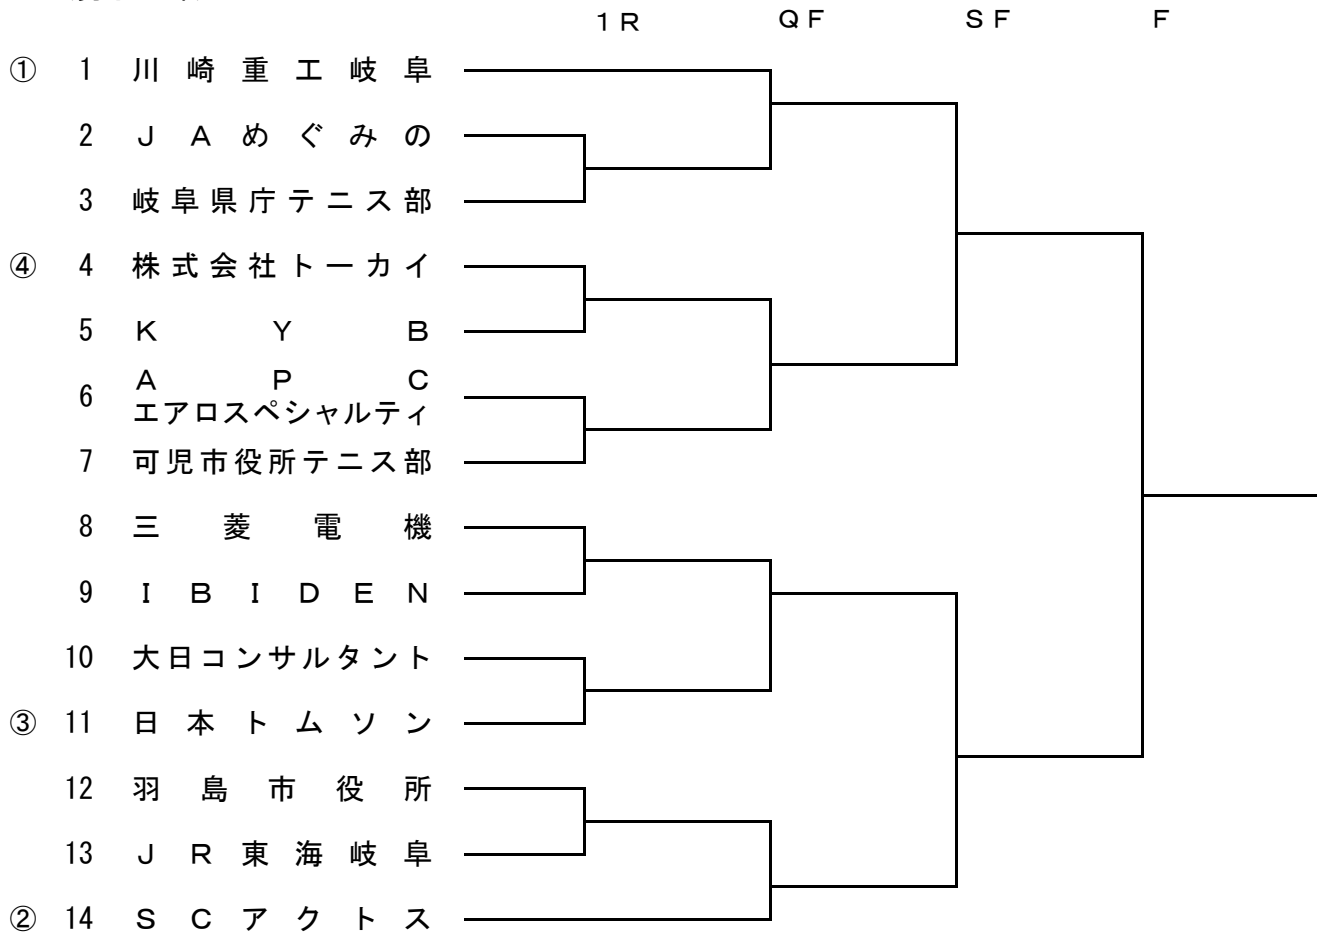 １Ｒ ＱＦ ＳＦ Ｆ
① 1 川崎重工岐阜
2 ＪＡめぐみの
3 岐阜県庁テニス部
④ 4 株式会社トーカイ
5 ＫＹＢ
6 ＡＰＣ
エアロスペシャルティ
7 可児市役所テニス部
8 三菱電機
9 ＩＢＩＤＥＮ
10 大日コンサルタント
③ 11 日本トムソン
12 羽島市役所
13 ＪＲ東海岐阜
② 14 ＳＣアクトス